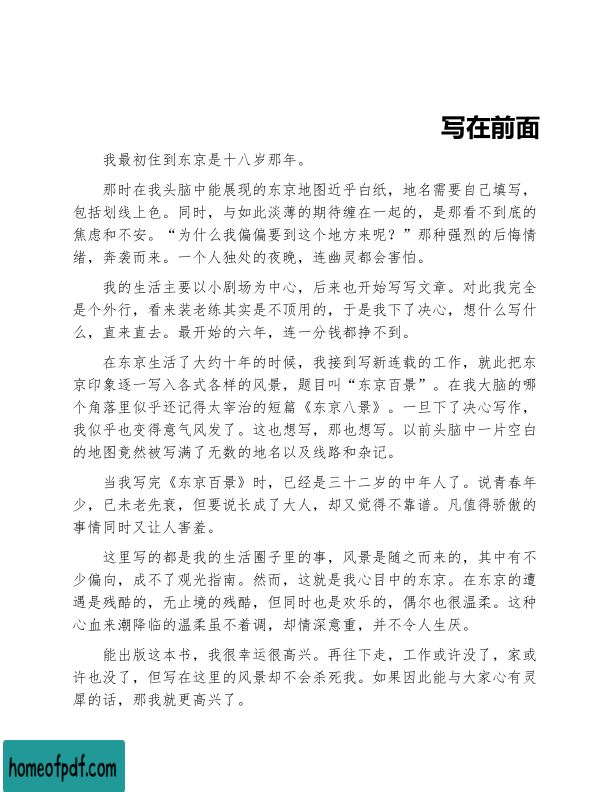 写在前面
我最初住到东京是十八岁那年。
那时在我头脑中能展现的东京地图近乎白纸，地名需要自己填写，
包括划线上色。同时，与如此淡薄的期待缠在一起的，是那看不到底的
焦虑和不安。“为什么我偏偏要到这个地方来呢？”那种强烈的后悔情
绪，奔袭而来。一个人独处的夜晚，连幽灵都会害怕。
我的生活主要以小剧场为中心，后来也开始写写文章。对此我完全
是个外行，看来装老练其实是不顶用的，于是我下了决心，想什么写什
么，直来直去。最开始的六年，连一分钱都挣不到。
在东京生活了大约十年的时候，我接到写新连载的工作，就此把东
京印象逐一写入各式各样的风景，题目叫“东京百景”。在我大脑的哪
个角落里似乎还记得太宰治的短篇《东京八景》。一旦下了决心写作，
我似乎也变得意气风发了。这也想写，那也想写。以前头脑中一片空白
的地图竟然被写满了无数的地名以及线路和杂记。
当我写完《东京百景》时，已经是三十二岁的中年人了。说青春年
少，已未老先衰，但要说长成了大人，却又觉得不靠谱。凡值得骄傲的
事情同时又让人害羞。
这里写的都是我的生活圈子里的事，风景是随之而来的，其中有不
少偏向，成不了观光指南。然而，这就是我心目中的东京。在东京的遭
遇是残酷的，无止境的残酷，但同时也是欢乐的，偶尔也很温柔。这种
心血来潮降临的温柔虽不着调，却情深意重，并不令人生厌。
能出版这本书，我很幸运很高兴。再往下走，工作或许没了，家或
许也没了，但写在这里的风景却不会杀死我。如果因此能与大家心有灵
犀的话，那我就更高兴了。
homeofpdf.com